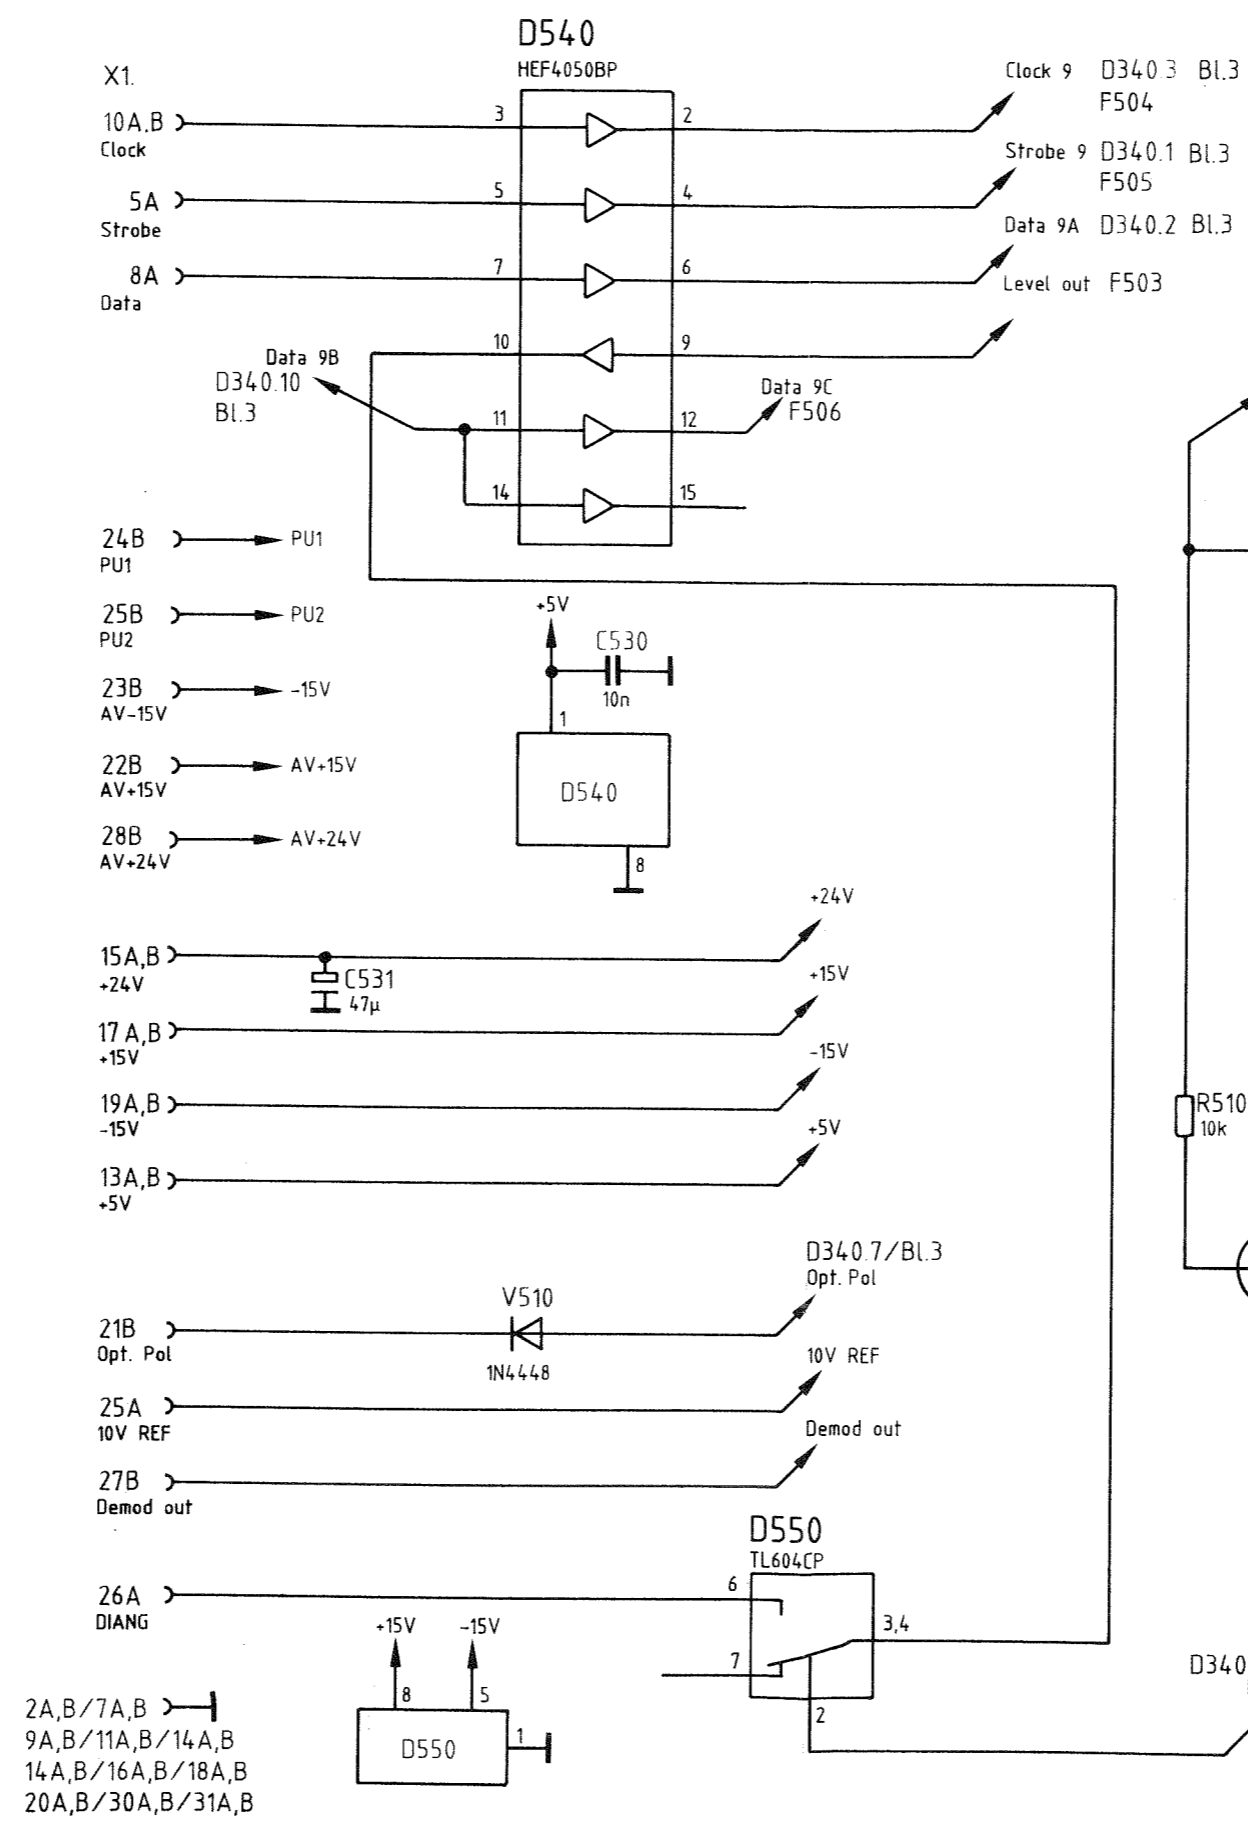 D540
HEF4050BP
X1.
10A.B
Clock
3
2
Clock 9 D340.3 Bl.3
F504
5A
Strobe
5
4
Strobe 9 D340.1 Bl.3
F505
8A
Data
7
6
Data 9A D340.2 Bl.3
Level out F503
10
9
Data 9B
D340.10
Bl.3
11
12
Data 9C
F506
14
15
24B
PU1
PU1
25B
PU2
PU2
23B
AV-15V
-15V
22B
AV+15V
AV+15V
28B
AV+24V
AV+24V
+5V
C530
10n
1
D540
8
15A,B
+24V
C531
47µ
+24V
17A,B
+15V
+15V
19A,B
-15V
-15V
13A,B
+5V
+5V
R510
10k
21B
Opt. Pol
V510
1N4448
D340.7/Bl.3
Opt. Pol
25A
10V REF
10V REF
27B
Demod out
Demod out
D550
TL604CP
26A
DIANG
6
3,4
7
2
D340
+15V
-15V
8
5
D550
1
2A,B/7A,B
9A,B/11A,B/14A,B
14A,B/16A,B/18A,B
20A,B/30A,B/31A,B